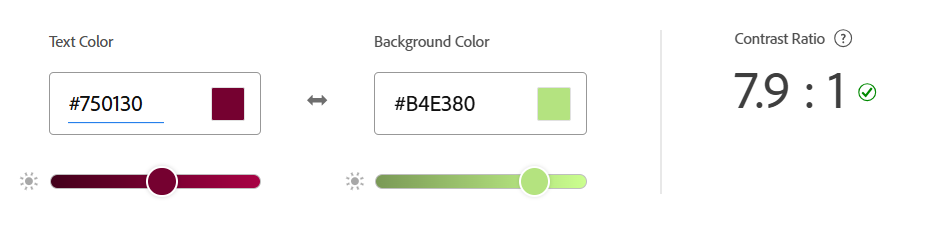 Text Color
#750130
Background Color
#B4E380
Contrast Ratio ?
7.9 : 1